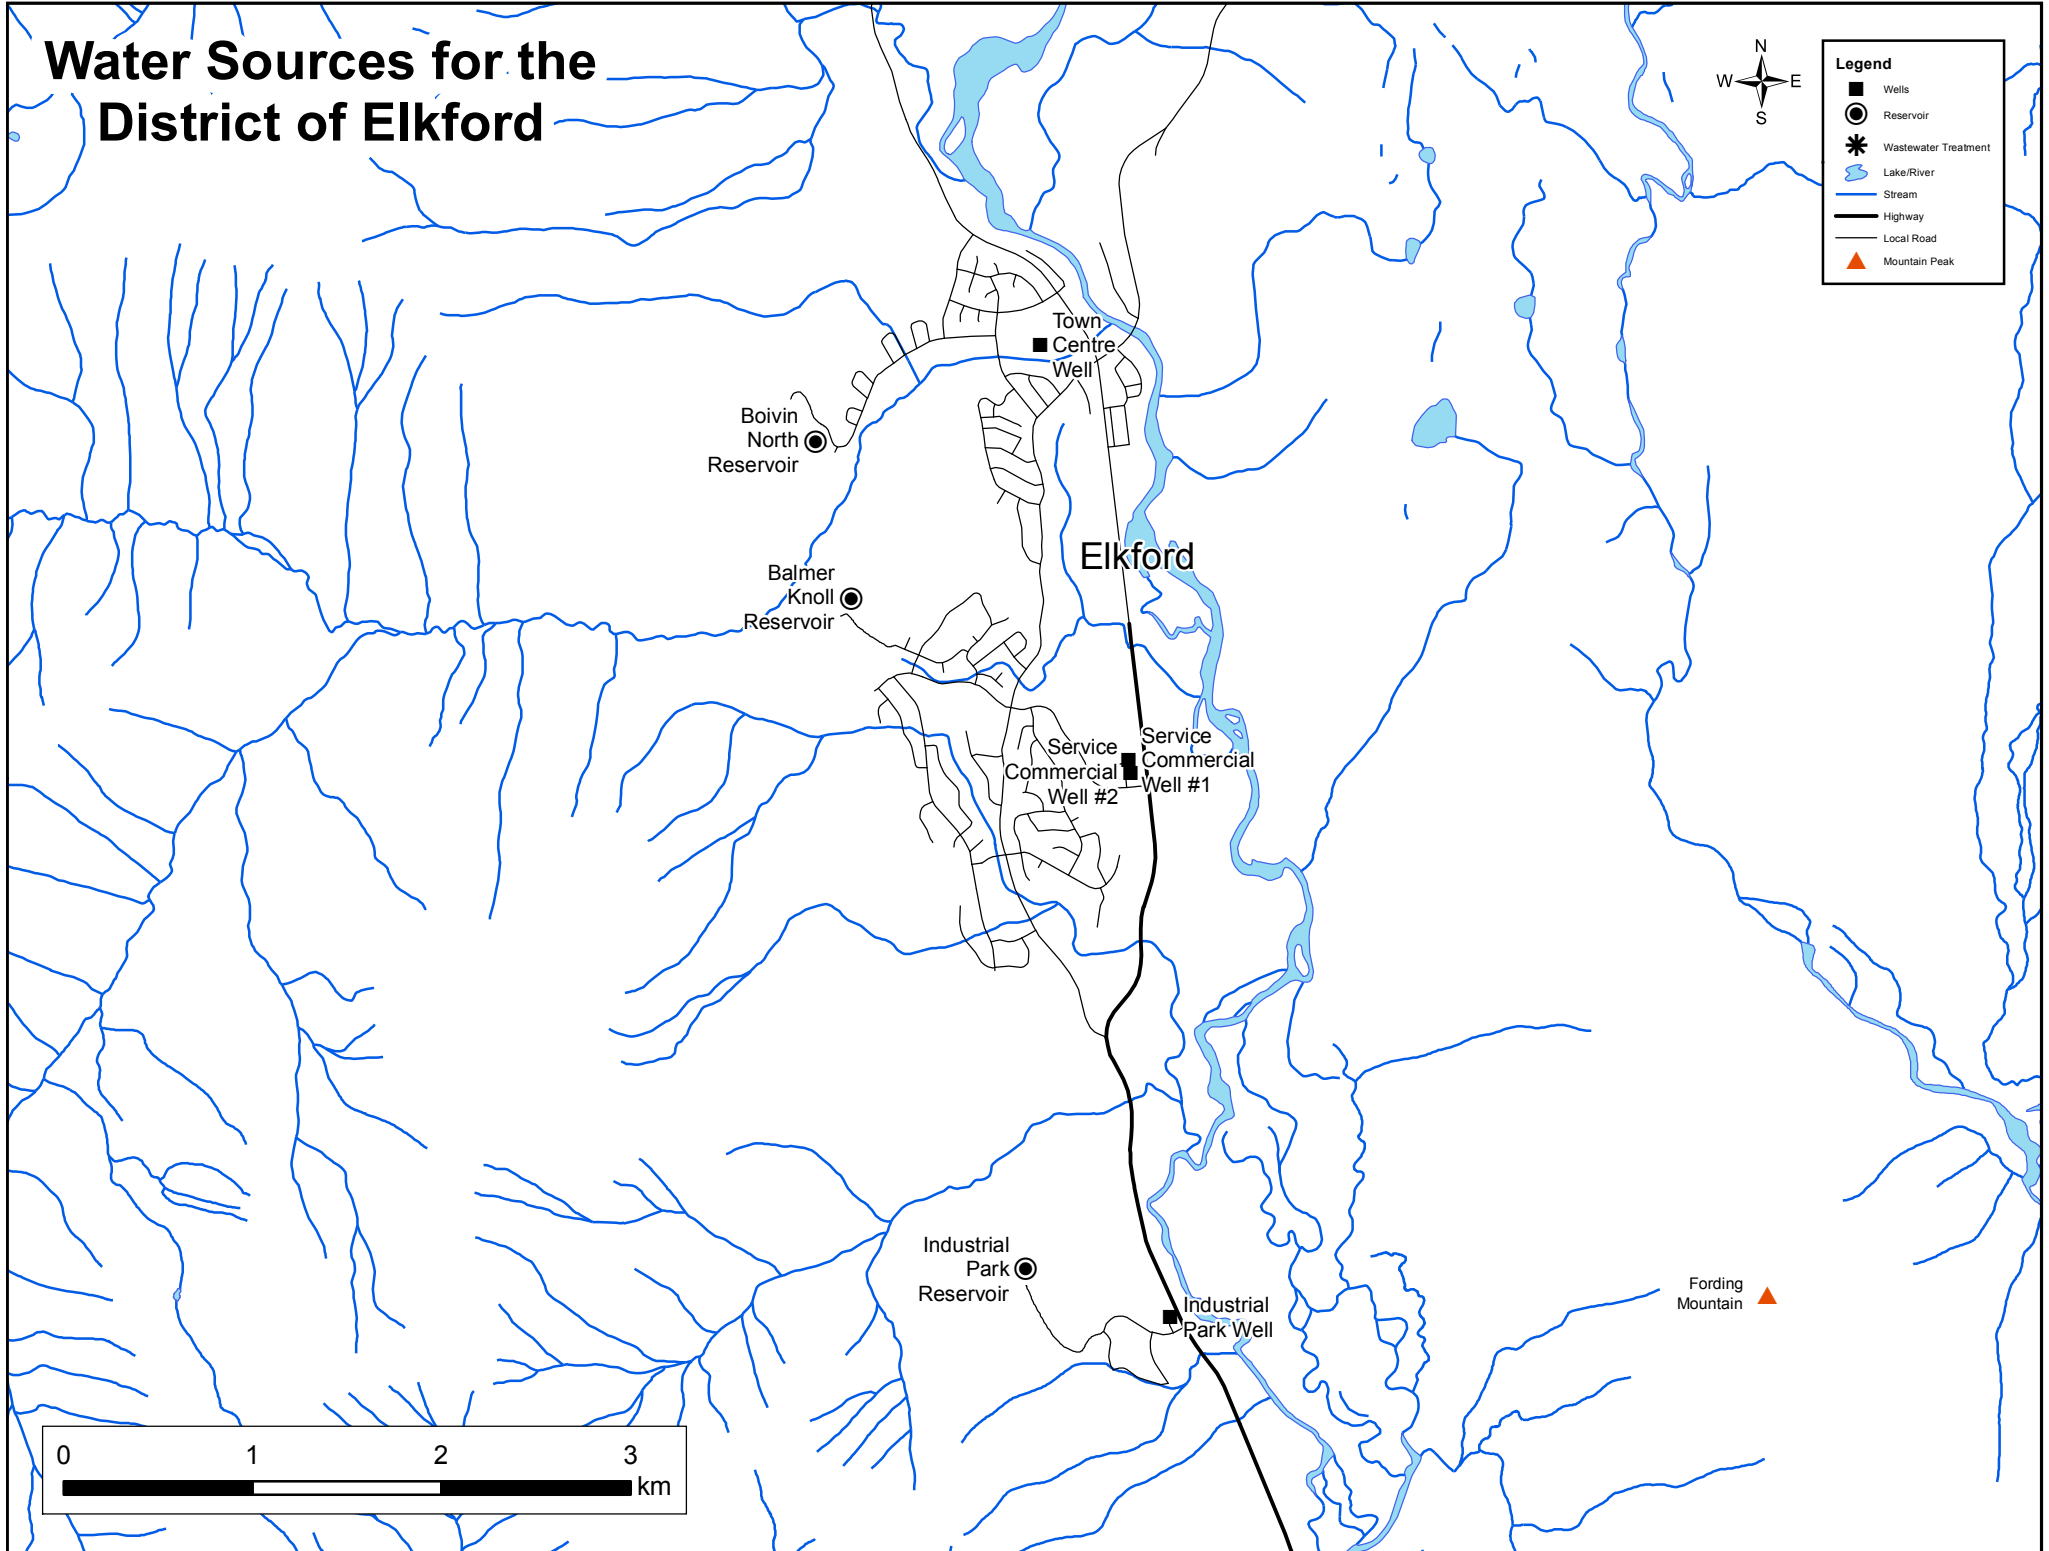 Water Sources for the
District of Elkford
N
W E
S
Legend
Wells
Reservoir
Wastewater Treatment
Lake/River
Stream
Highway
Local Road
Mountain Peak
Town
Centre
Well
Boivin
North
Reservoir
Elkford
Balmer
Knoll
Reservoir
Service
Commercial
Well #1
Service
Commercial
Well #2
Industrial
Park
Reservoir
Industrial
Park Well
Fording
Mountain
0 1 2 3
km